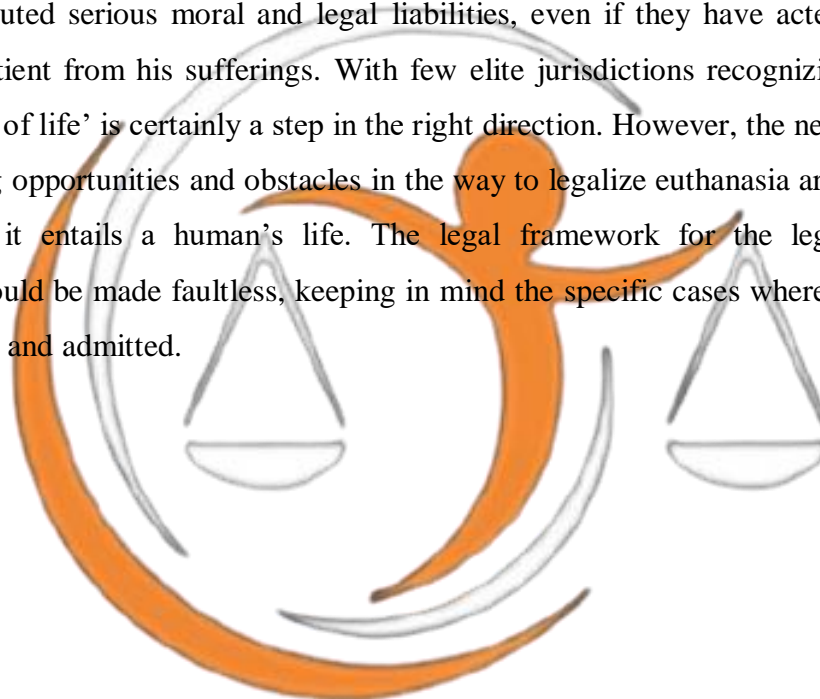 uted serious moral and legal liabilities, even if they have acte
tient from his sufferings. With few elite jurisdictions recognizi
of life’ is certainly a step in the right direction. However, the ne
g opportunities and obstacles in the way to legalize euthanasia ar
it entails a human’s life. The legal framework for the leg
ould be made faultless, keeping in mind the specific cases where
and admitted.